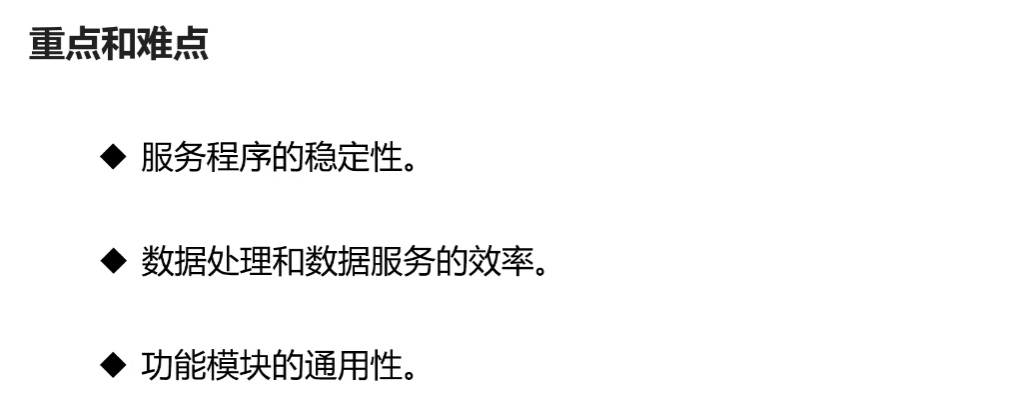 重点和难点
◆ 服务程序的稳定性。
◆ 数据处理和数据服务的效率。
◆ 功能模块的通用性。